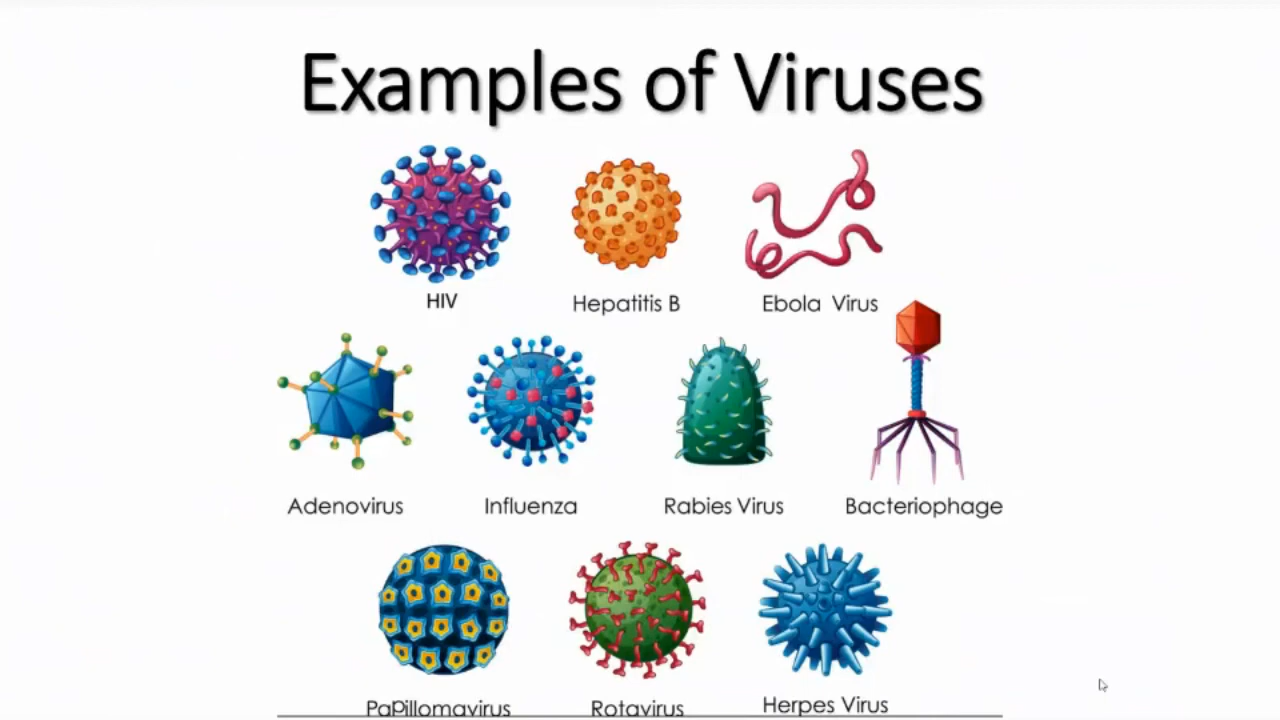 Examples of Viruses
HIV
Hepatitis B
Ebola Virus
Adenovirus
Influenza
Rabies Virus
Bacteriophage
PaPillomavirus
Rotavirus
Herpes Virus